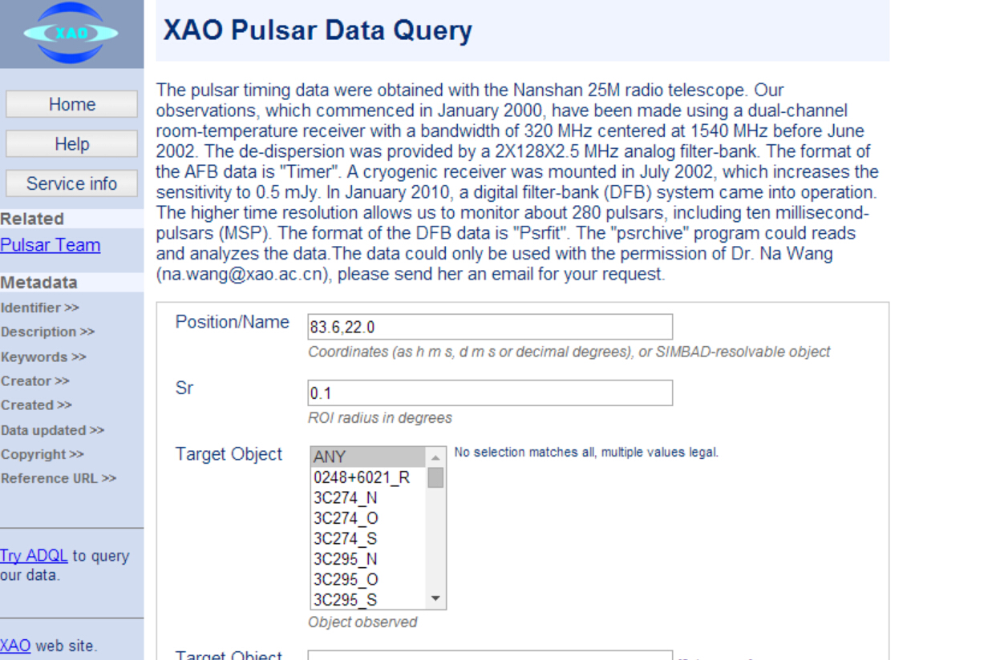 XAO
XAO Pulsar Data Query
Home
Help
Service info
Related
Pulsar Team
Metadata
Identifier >>
Description >>
Keywords >>
Creator >>
Created >>
Data updated >>
Copyright >>
Reference URL >>
Try ADQL to query
our data.
XAO web site.
The pulsar timing data were obtained with the Nanshan 25M radio telescope. Our
observations, which commenced in January 2000, have been made using a dual-channel
room-temperature receiver with a bandwidth of 320 MHz centered at 1540 MHz before June
2002. The de-dispersion was provided by a 2X128X2.5 MHz analog filter-bank. The format of
the AFB data is "Timer". A cryogenic receiver was mounted in July 2002, which increases the
sensitivity to 0.5 mJy. In January 2010, a digital filter-bank (DFB) system came into operation.
The higher time resolution allows us to monitor about 280 pulsars, including ten millisecond-
pulsars (MSP). The format of the DFB data is "Psrfit". The "psrchive" program could reads
and analyzes the data.The data could only be used with the permission of Dr. Na Wang
(na.wang@xao.ac.cn), please send her an email for your request.
Position/Name
83.6,22.0
Coordinates (as h m s, d m s or decimal degrees), or SIMBAD-resolvable object
Sr
0.1
ROI radius in degrees
Target Object
ANY
No selection matches all, multiple values legal.
0248+6021_R
3C274_N
3C274_O
3C274_S
3C295_N
3C295_O
3C295_S
Object observed
Target Object